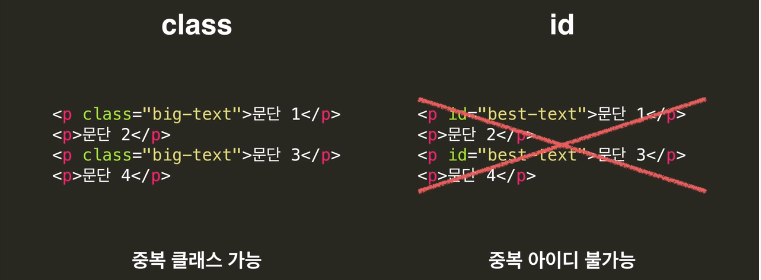 class
<p class="big-text">문단 1</p>
<p>문단 2</p>
<p class="big-text">문단 3</p>
<p>문단 4</p>
중복 클래스 가능
id
<p id="best-text">문단 1</p>
<p>문단 2</p>
<p id="best-text">문단 3</p>
<p>문단 4</p>
중복 아이디 불가능